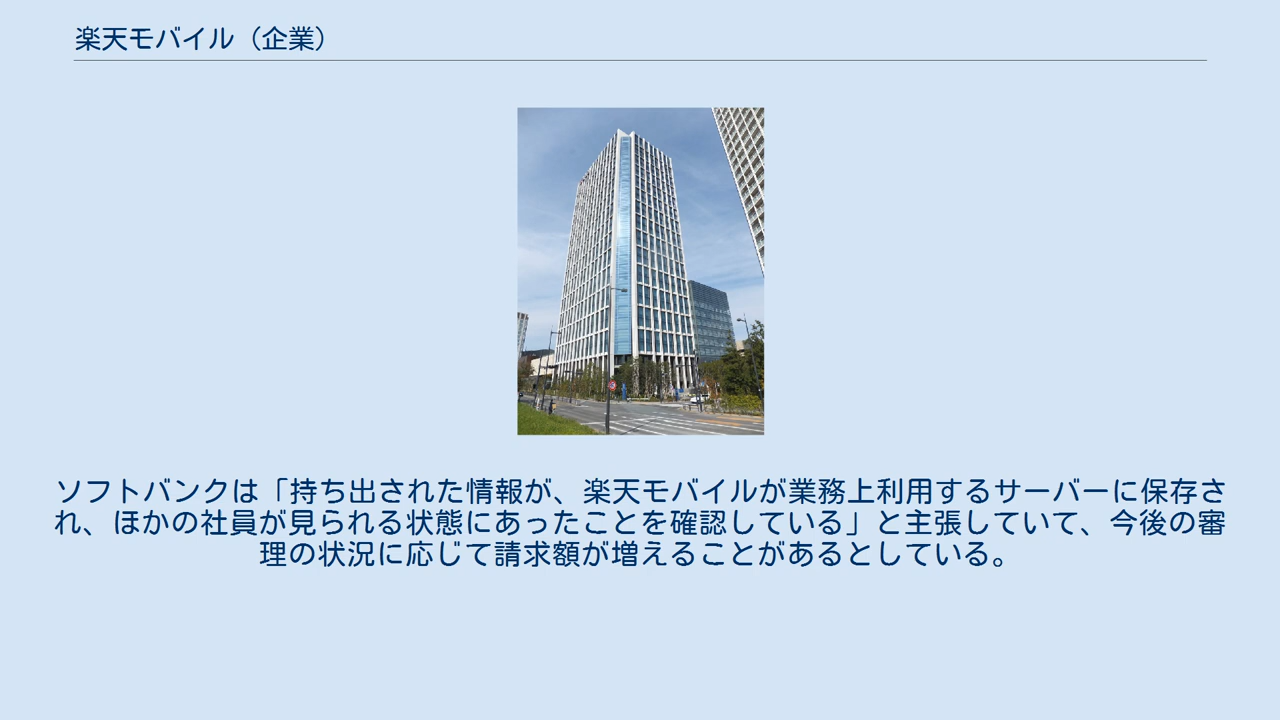 楽天モバイル（企業）
ソフトバンクは「持ち出された情報が、楽天モバイルが業務上利用するサーバーに保存さ
れ、ほかの社員が見られる状態にあったことを確認している」と主張していて、今後の審
理の状況に応じて請求額が増えることがあるとしている。